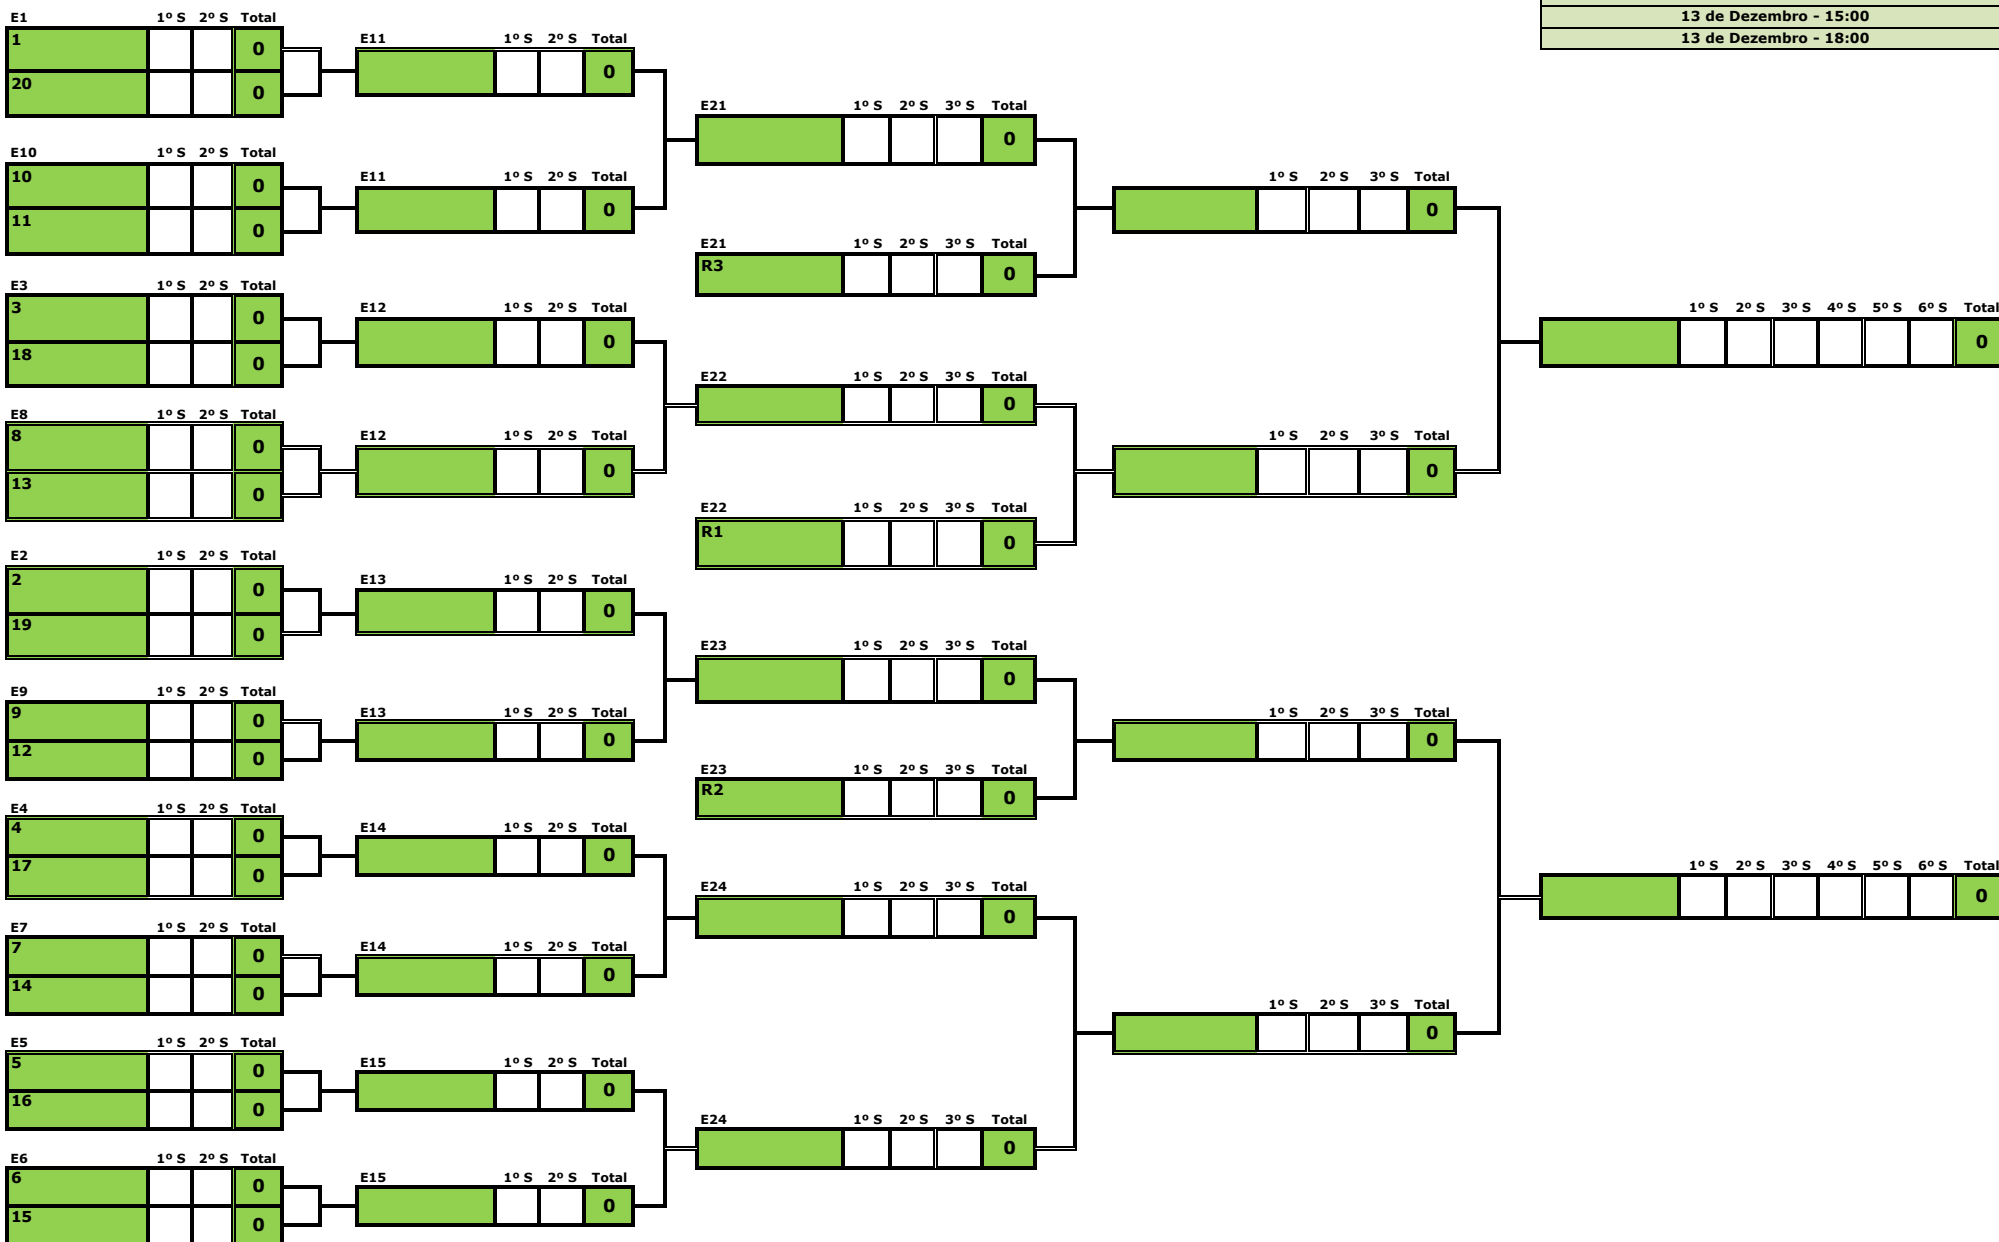 13 de Dezembro - 15:00
13 de Dezembro - 18:00
E1 1º S 2º S Total
1 0
20 0
E10 1º S 2º S Total
10 0
11 0
E3 1º S 2º S Total
3 0
18 0
E8 1º S 2º S Total
8 0
13 0
E2 1º S 2º S Total
2 0
19 0
E9 1º S 2º S Total
9 0
12 0
E4 1º S 2º S Total
4 0
17 0
E7 1º S 2º S Total
7 0
14 0
E5 1º S 2º S Total
5 0
16 0
E6 1º S 2º S Total
6 0
15 0
E11 1º S 2º S Total
0
E11 1º S 2º S Total
0
E12 1º S 2º S Total
0
E12 1º S 2º S Total
0
E13 1º S 2º S Total
0
E13 1º S 2º S Total
0
E14 1º S 2º S Total
0
E14 1º S 2º S Total
0
E15 1º S 2º S Total
0
E15 1º S 2º S Total
0
E21 1º S 2º S 3º S Total
0
E21 1º S 2º S 3º S Total
R3 0
E22 1º S 2º S 3º S Total
0
E22 1º S 2º S 3º S Total
R1 0
E23 1º S 2º S 3º S Total
0
E23 1º S 2º S 3º S Total
R2 0
E24 1º S 2º S 3º S Total
0
E24 1º S 2º S 3º S Total
0
1º S 2º S 3º S Total
0
1º S 2º S 3º S Total
0
1º S 2º S 3º S Total
0
1º S 2º S 3º S Total
0
1º S 2º S 3º S 4º S 5º S 6º S Total
0
1º S 2º S 3º S 4º S 5º S 6º S Total
0